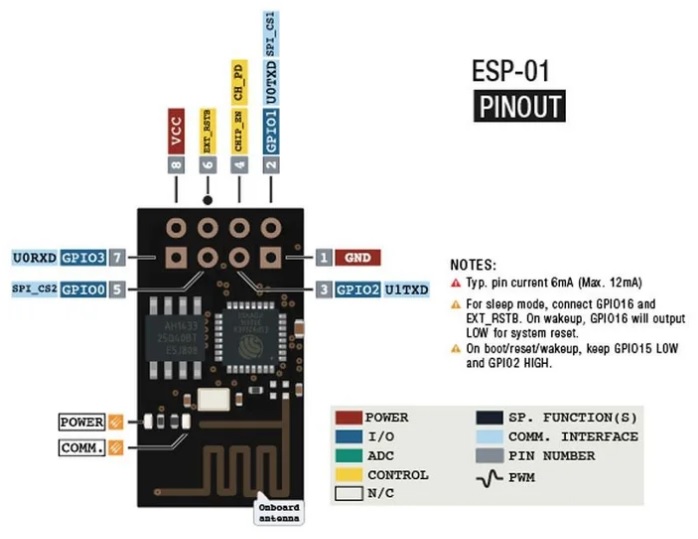 ESP-01
PINOUT
VCC 8
EXT_RSTB 6
CH_PD CHIP_EN 4
SPI_CS1 U0TXD GPIO1 2
U0RXD GPIO3 7
1 GND
SPI_CS2 GPIO0 5
3 GPIO2 U1TXD
AH1433
25Q40BT
POWER
COMM.
Onboard
antenna
NOTES:
Typ. pin current 6mA (Max. 12mA)
For sleep mode, connect GPIO16 and
EXT_RSTB. On wakeup, GPIO16 will output
LOW for system reset.
On boot/reset/wakeup, keep GPIO15 LOW
and GPIO2 HIGH.
POWER
I/O
ADC
CONTROL
N/C
SP. FUNCTION(S)
COMM. INTERFACE
PIN NUMBER
PWM